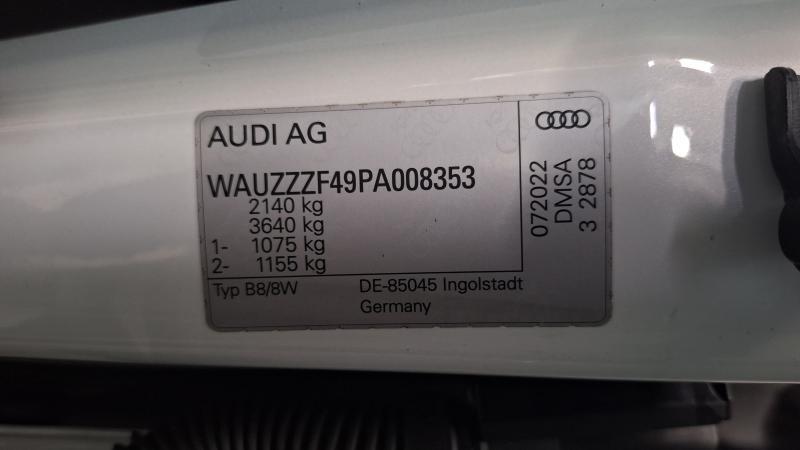 AUDI AG
WAUZZZF49PA008353
2140 kg
3640 kg
1- 1075 kg
2- 1155 kg
Typ B8/8W
DE-85045 Ingolstadt
Germany
072022
DMSA
3 2878